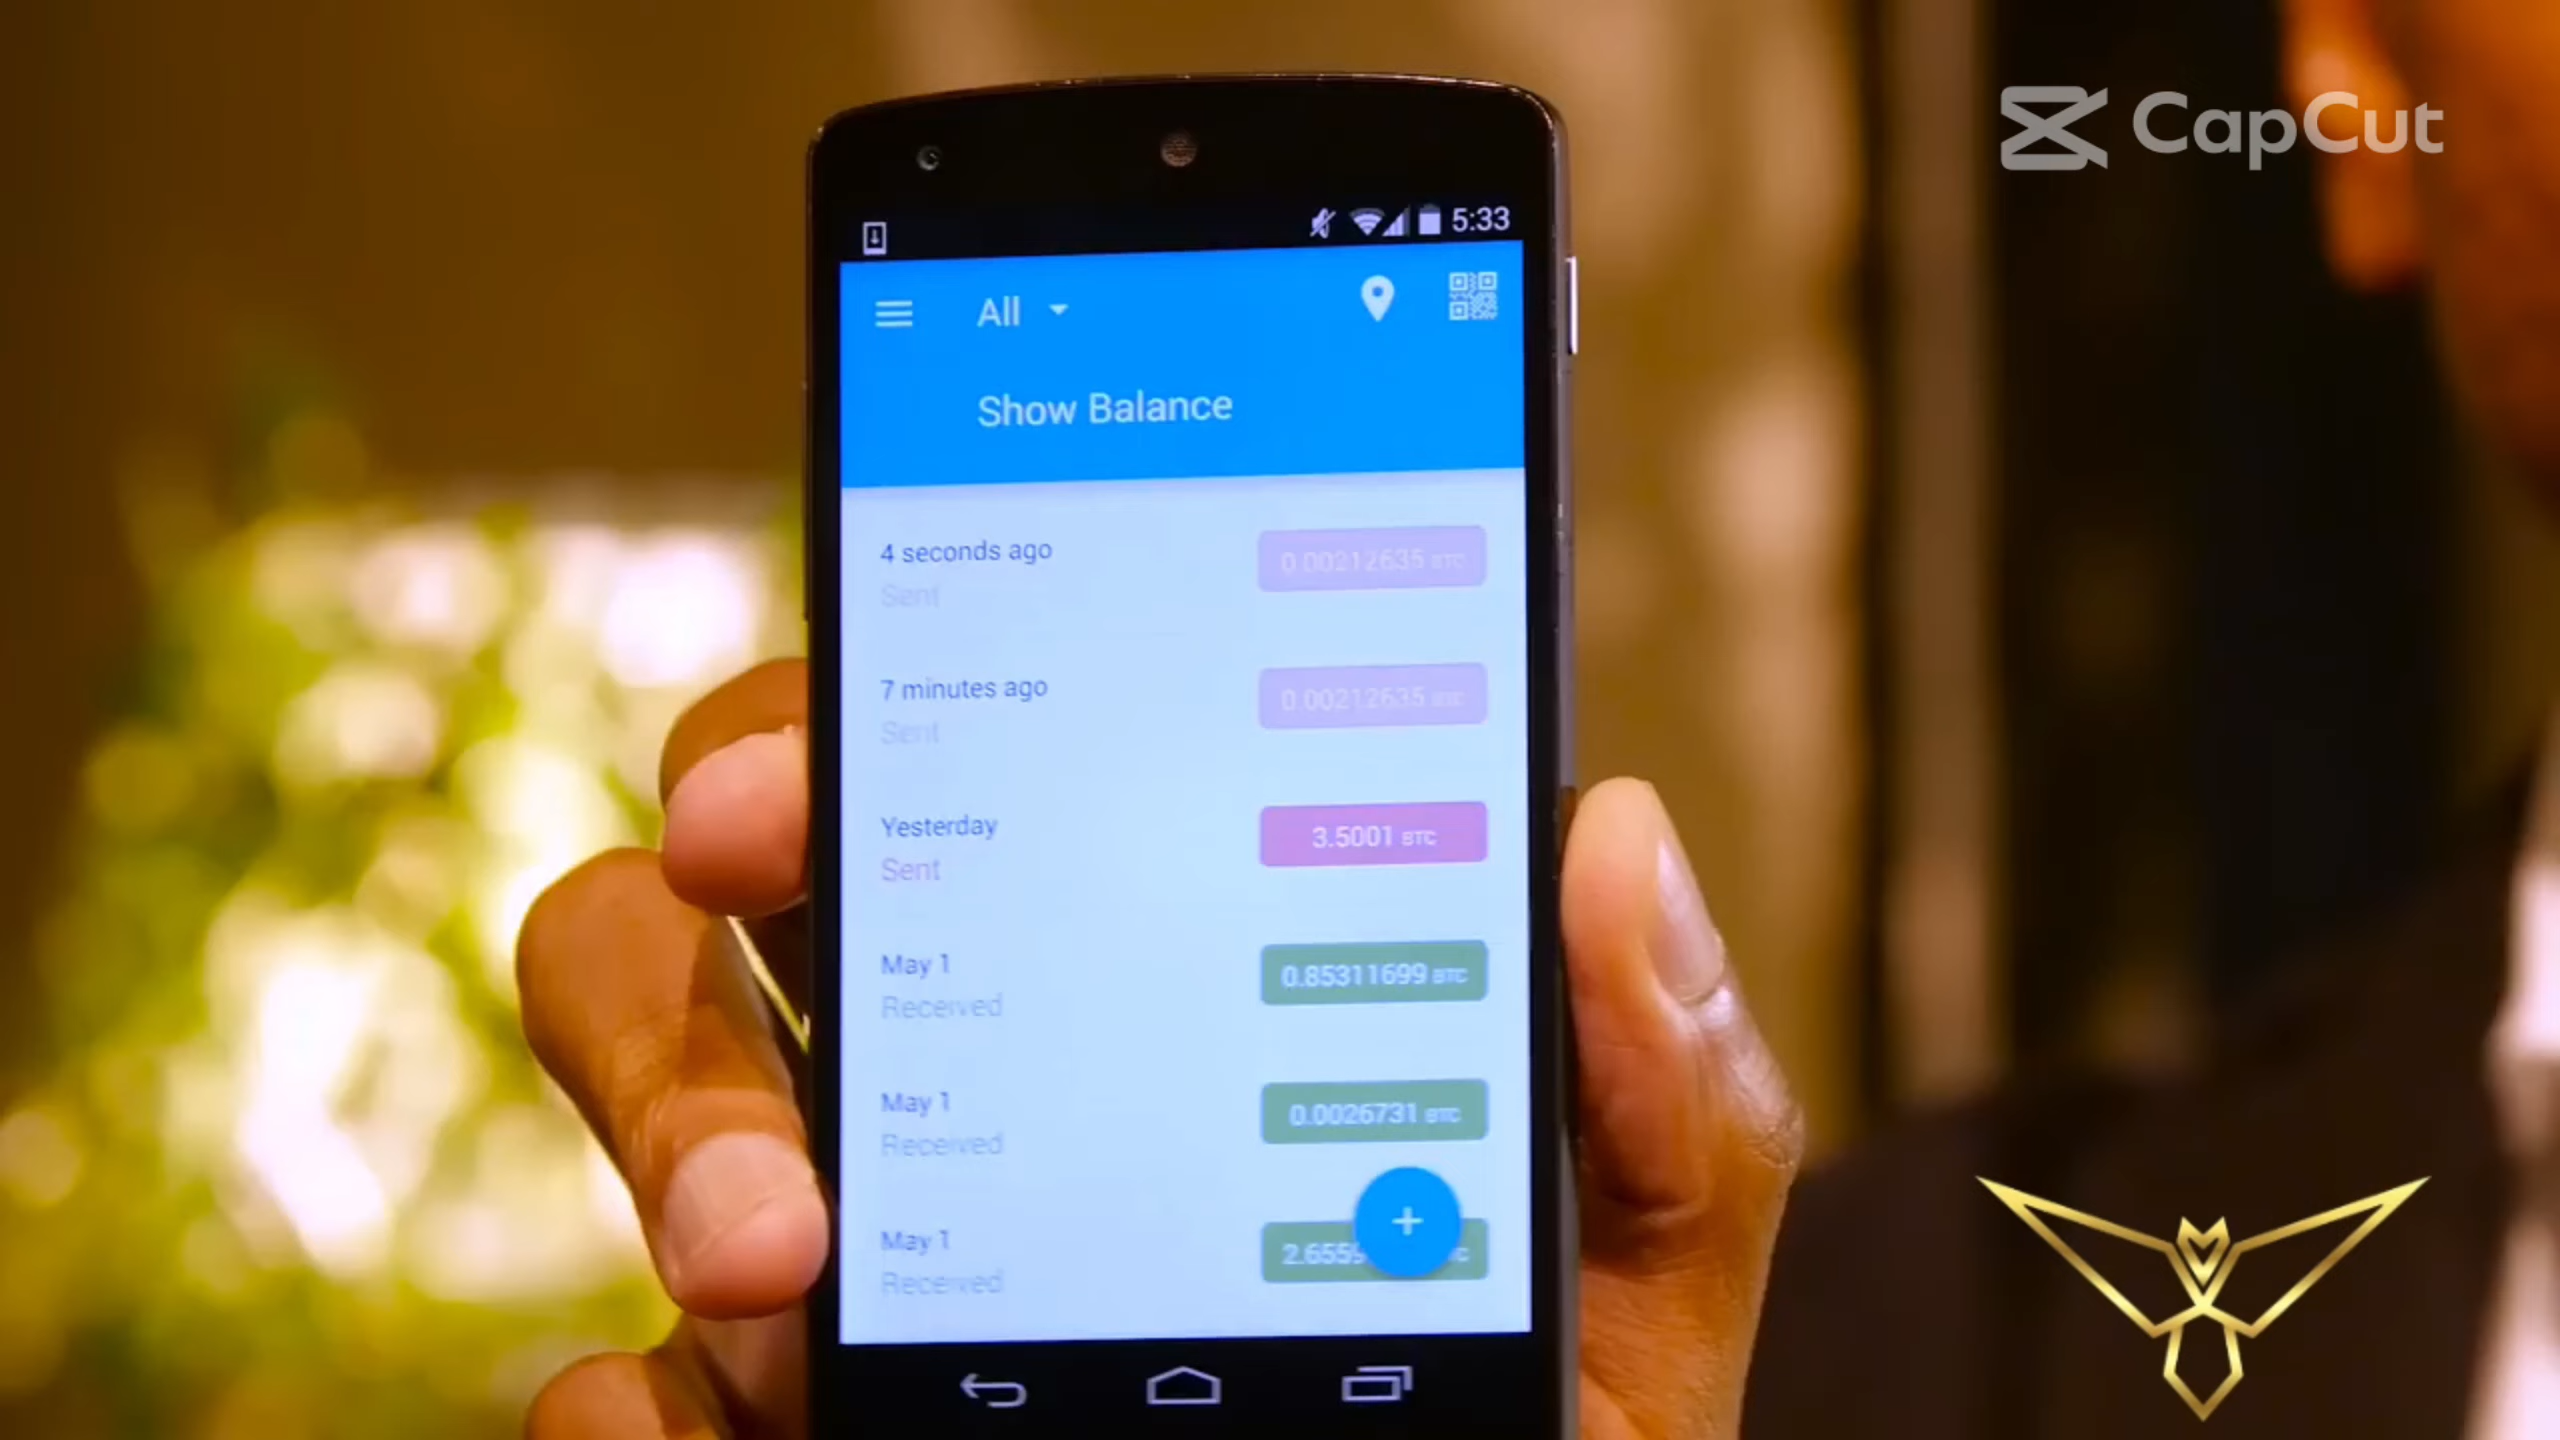 CapCut
5:33
All
Show Balance
4 seconds ago
0.00212635 BTC
Sent
7 minutes ago
0.00212635 BTC
Sent
Yesterday
3.5001 BTC
Sent
May 1
0.85311699 BTC
Received
May 1
0.0026731 BTC
Received
May 1
Received